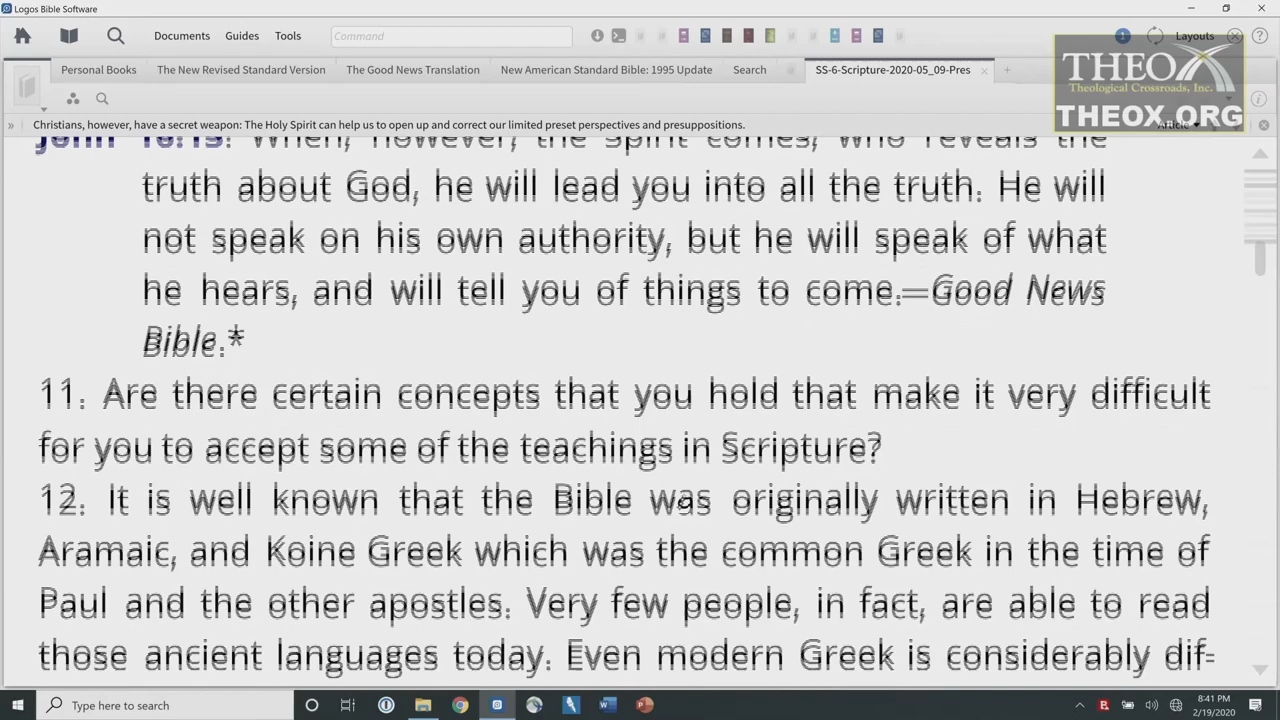 Logos Bible Software
Documents Guides Tools Command 1 Layouts
Personal Books The New Revised Standard Version The Good News Translation New American Standard Bible: 1995 Update Search SS-6-Scripture-2020-05_09-Pres
THEOX
Theological Crossroads, Inc.
THEOX.ORG
Christians, however, have a secret weapon: The Holy Spirit can help us to open up and correct our limited preset perspectives and presuppositions. Article
John 16:13: When, however, the Spirit comes, who reveals the
truth about God, he will lead you into all the truth. He will
not speak on his own authority, but he will speak of what
he hears, and will tell you of things to come.—Good News
Bible.*
11. Are there certain concepts that you hold that make it very difficult
for you to accept some of the teachings in Scripture?
12. It is well known that the Bible was originally written in Hebrew,
Aramaic, and Koine Greek which was the common Greek in the time of
Paul and the other apostles. Very few people, in fact, are able to read
those ancient languages today. Even modern Greek is considerably dif-
Type here to search
8:41 PM
2/19/2020